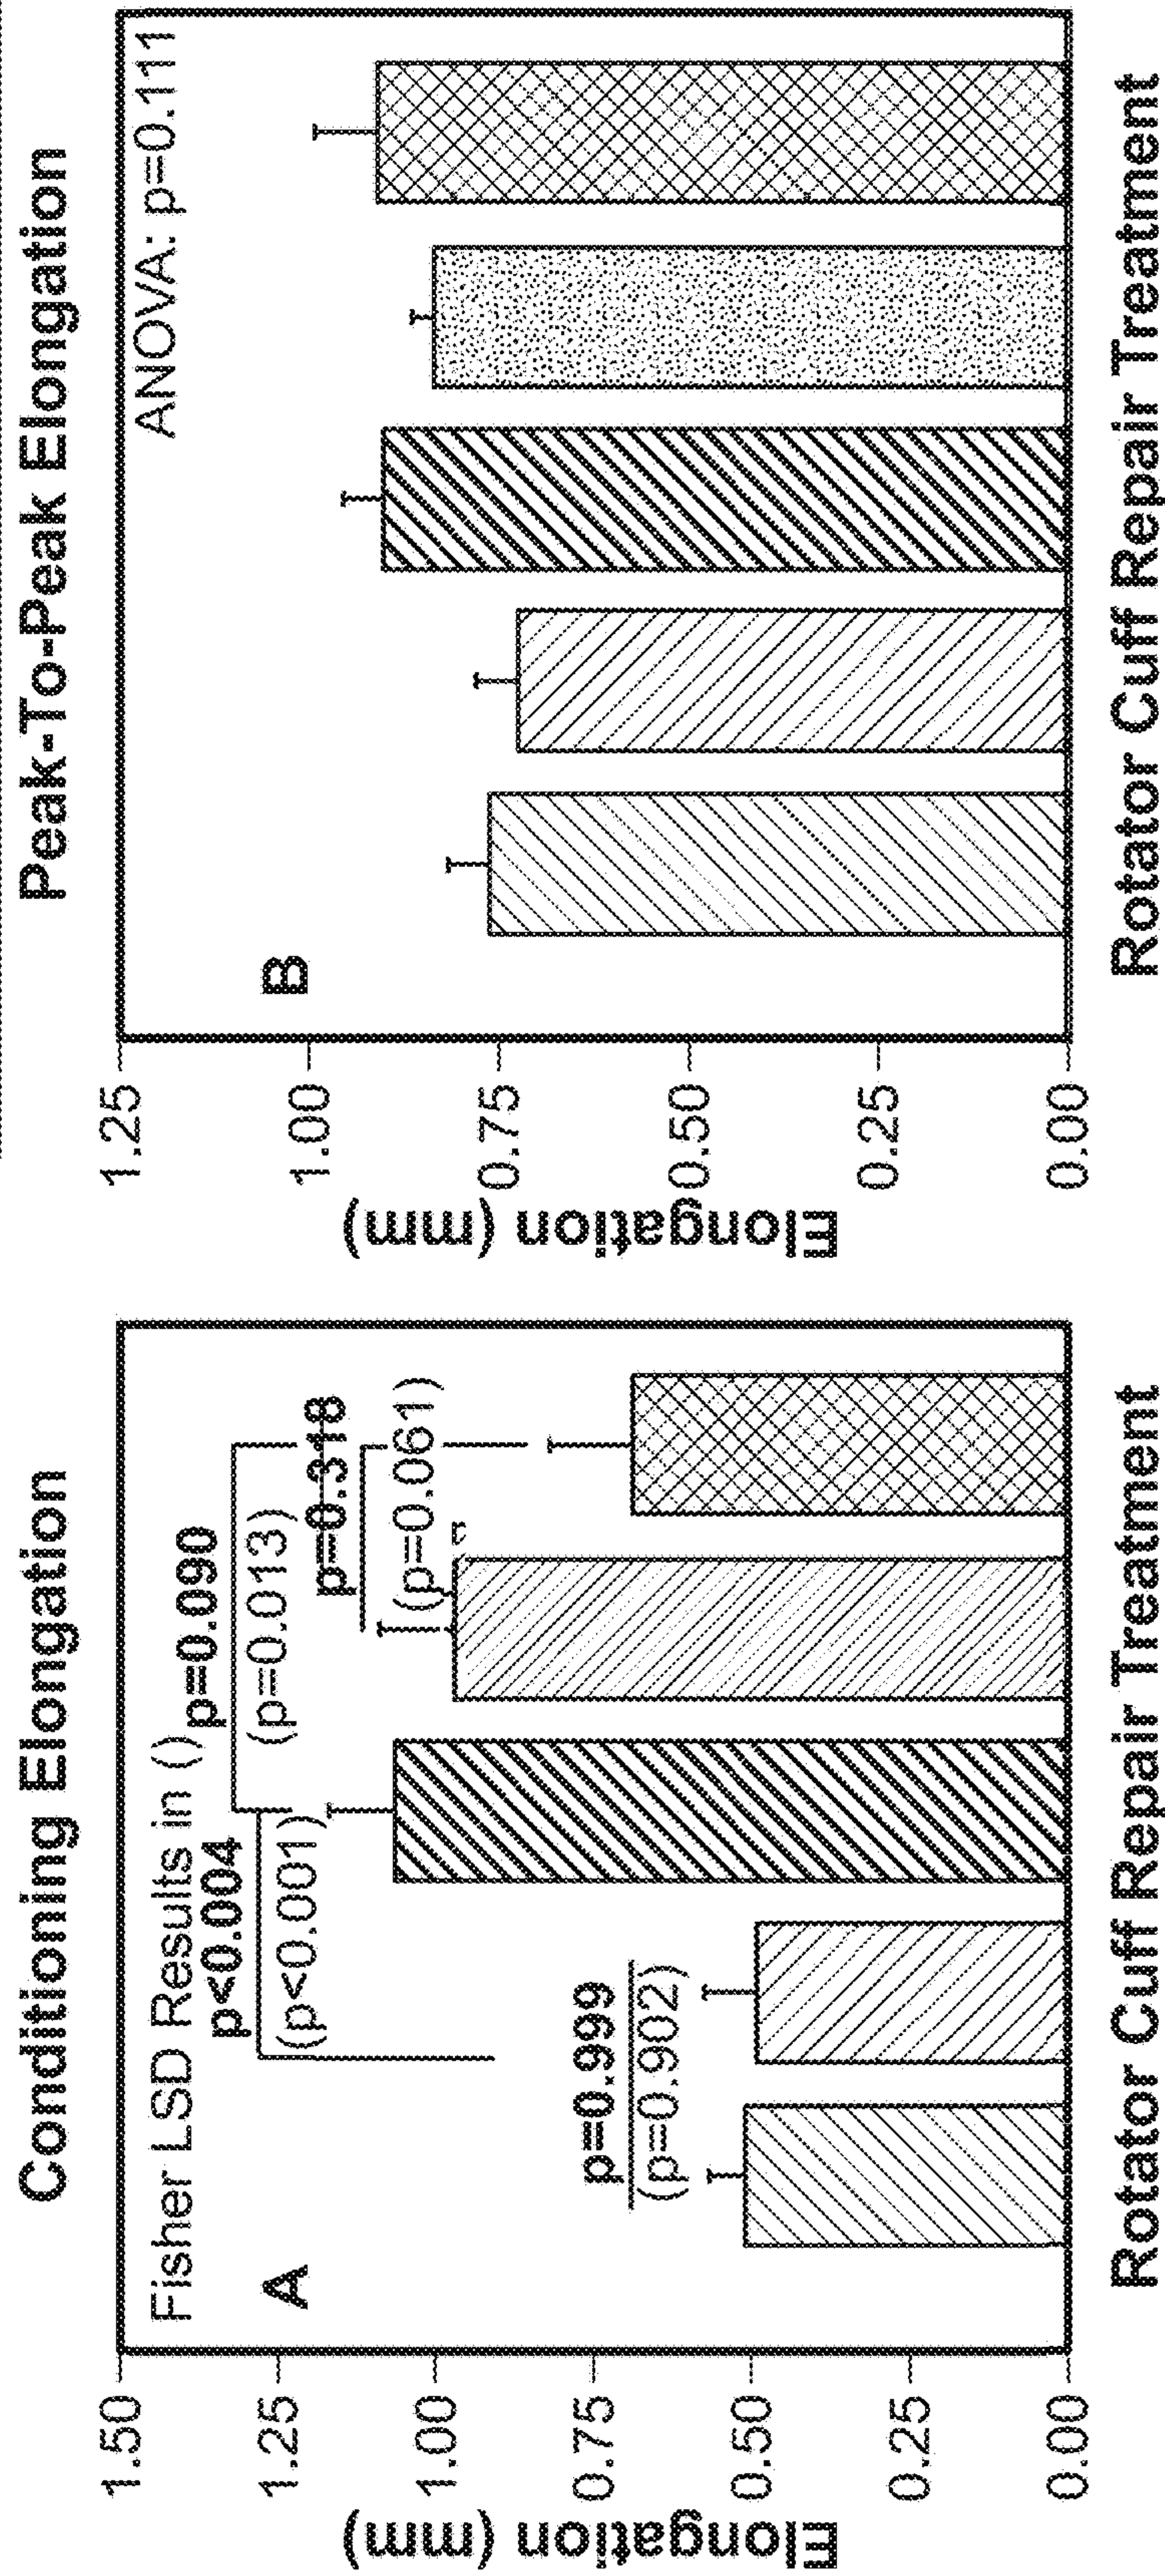 Conditioning Elongation
Elongation (mm)
1.50
1.25
1.00
0.75
0.50
0.25
0.00
Fisher LSD Results in ()
A
p<0.004
(p<0.001)
p=0.090
(p=0.013)
p=0.318
(p=0.061)
p=0.999
(p=0.902)
Rotator Cuff Repair Treatment
Peak-To-Peak Elongation
Elongation (mm)
1.25
1.00
0.75
0.50
0.25
0.00
ANOVA: p=0.111
B
Rotator Cuff Repair Treatment